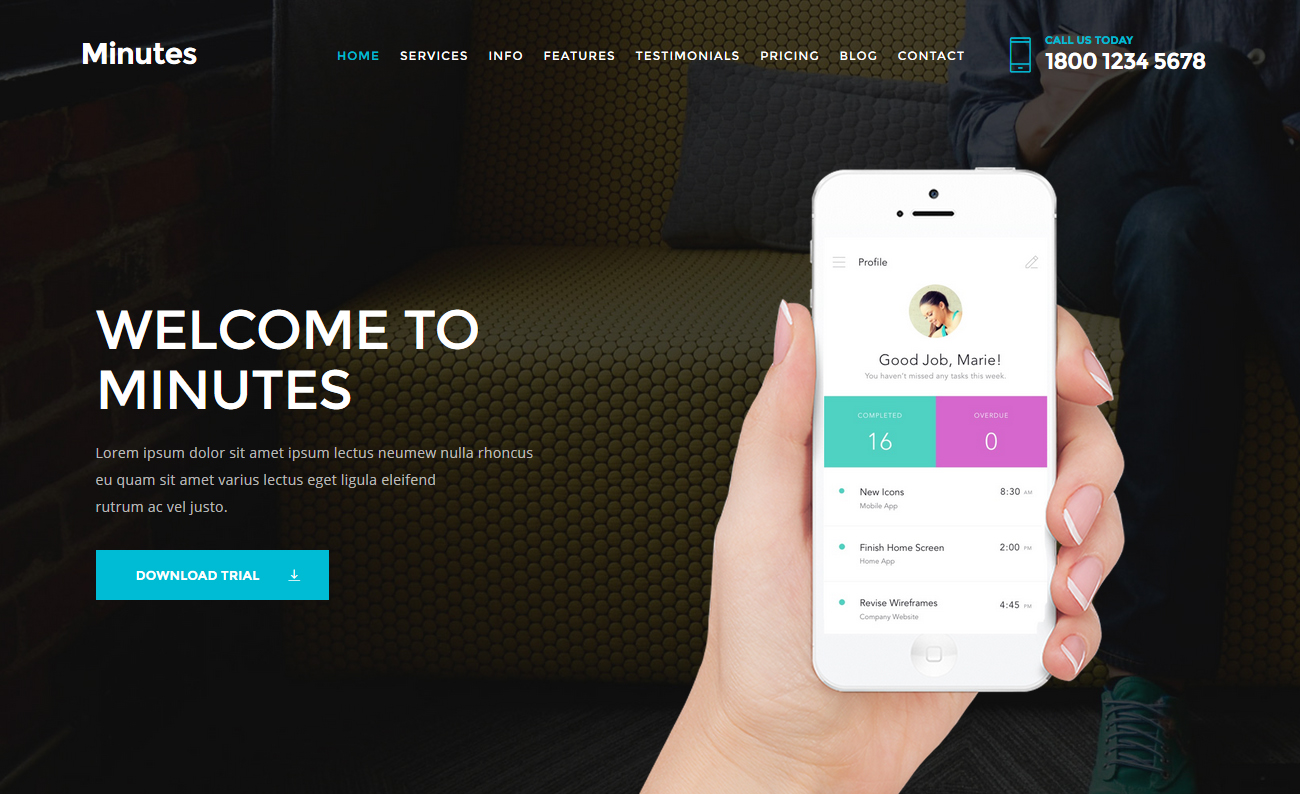 Minutes
HOME SERVICES INFO FEATURES TESTIMONIALS PRICING BLOG CONTACT
CALL US TODAY
1800 1234 5678
WELCOME TO
MINUTES
Lorem ipsum dolor sit amet ipsum lectus neumew nulla rhoncus
eu quam sit amet varius lectus eget ligula eleifend
rutrum ac vel justo.
DOWNLOAD TRIAL
Profile
Good Job, Marie!
You haven't missed any tasks this week.
COMPLETED OVERDUE
16 0
New Icons 8:30 AM
Mobile App
Finish Home Screen 2:00 PM
Home App
Revise Wireframes 4:45 PM
Company Website